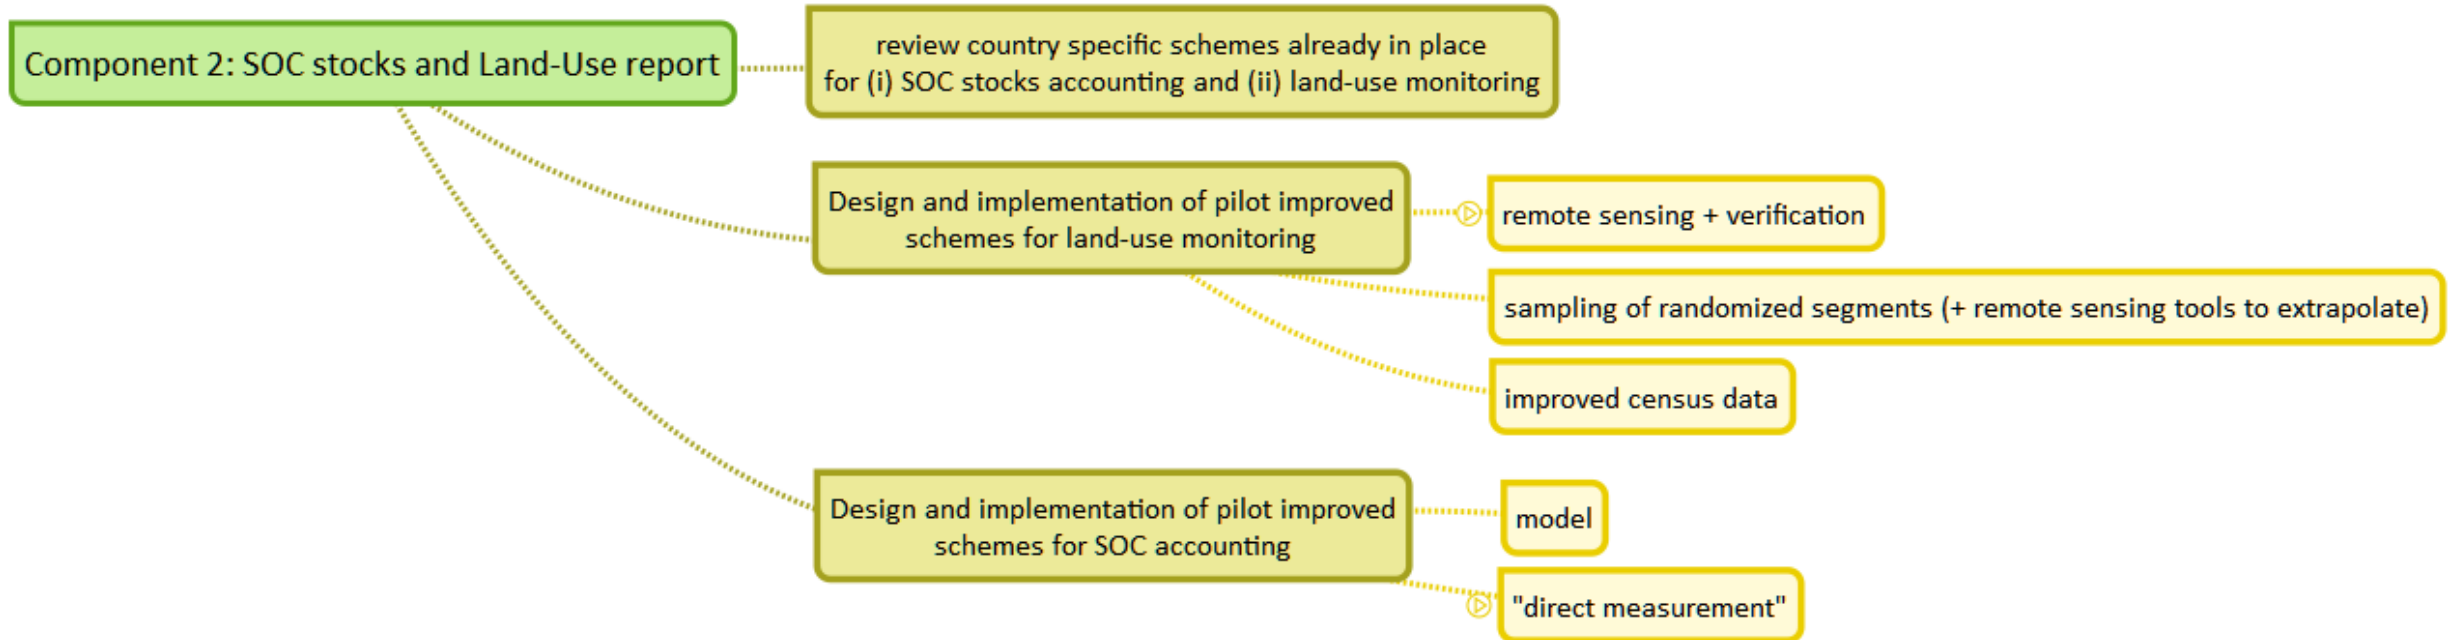 Component 2: SOC stocks and Land-Use report
review country specific schemes already in place
for (i) SOC stocks accounting and (ii) land-use monitoring
Design and implementation of pilot improved
schemes for land-use monitoring
remote sensing + verification
sampling of randomized segments (+ remote sensing tools to extrapolate)
improved census data
Design and implementation of pilot improved
schemes for SOC accounting
model
"direct measurement"